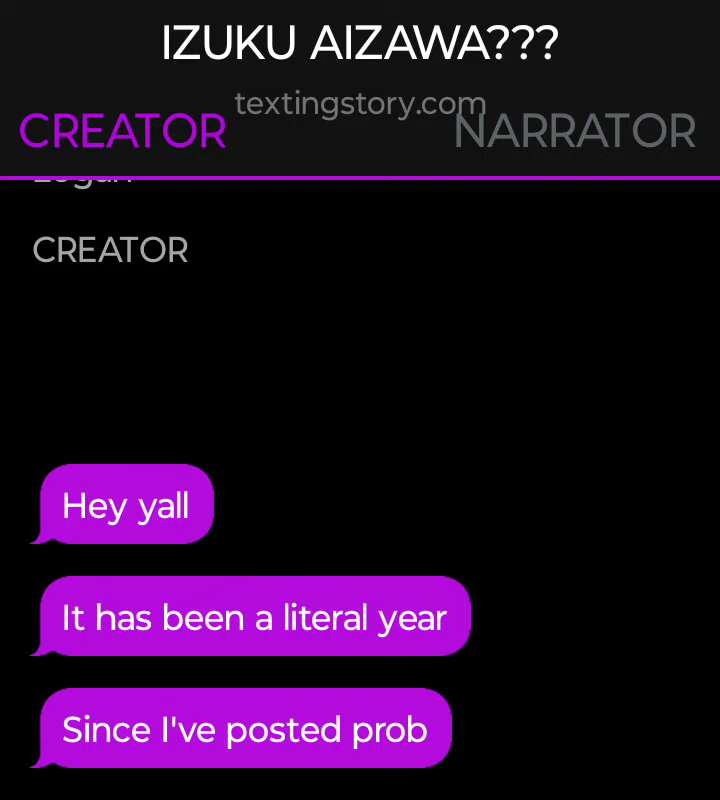 IZUKU AIZAWA???
textingstory.com
CREATOR
NARRATOR
CREATOR
Hey yall
It has been a literal year
Since I've posted prob